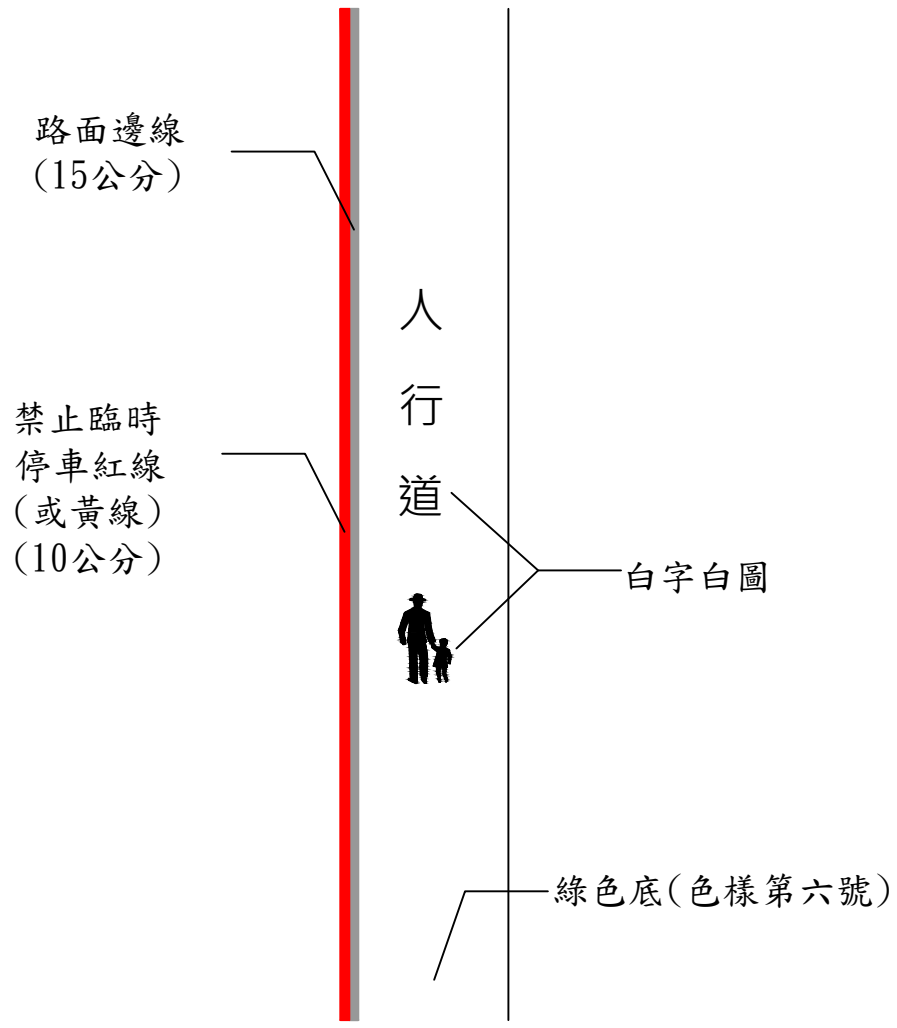 路面邊線
(15公分)
人
行
道
禁止臨時
停車紅線
(或黃線)
(10公分)
白字白圖
綠色底(色樣第六號)